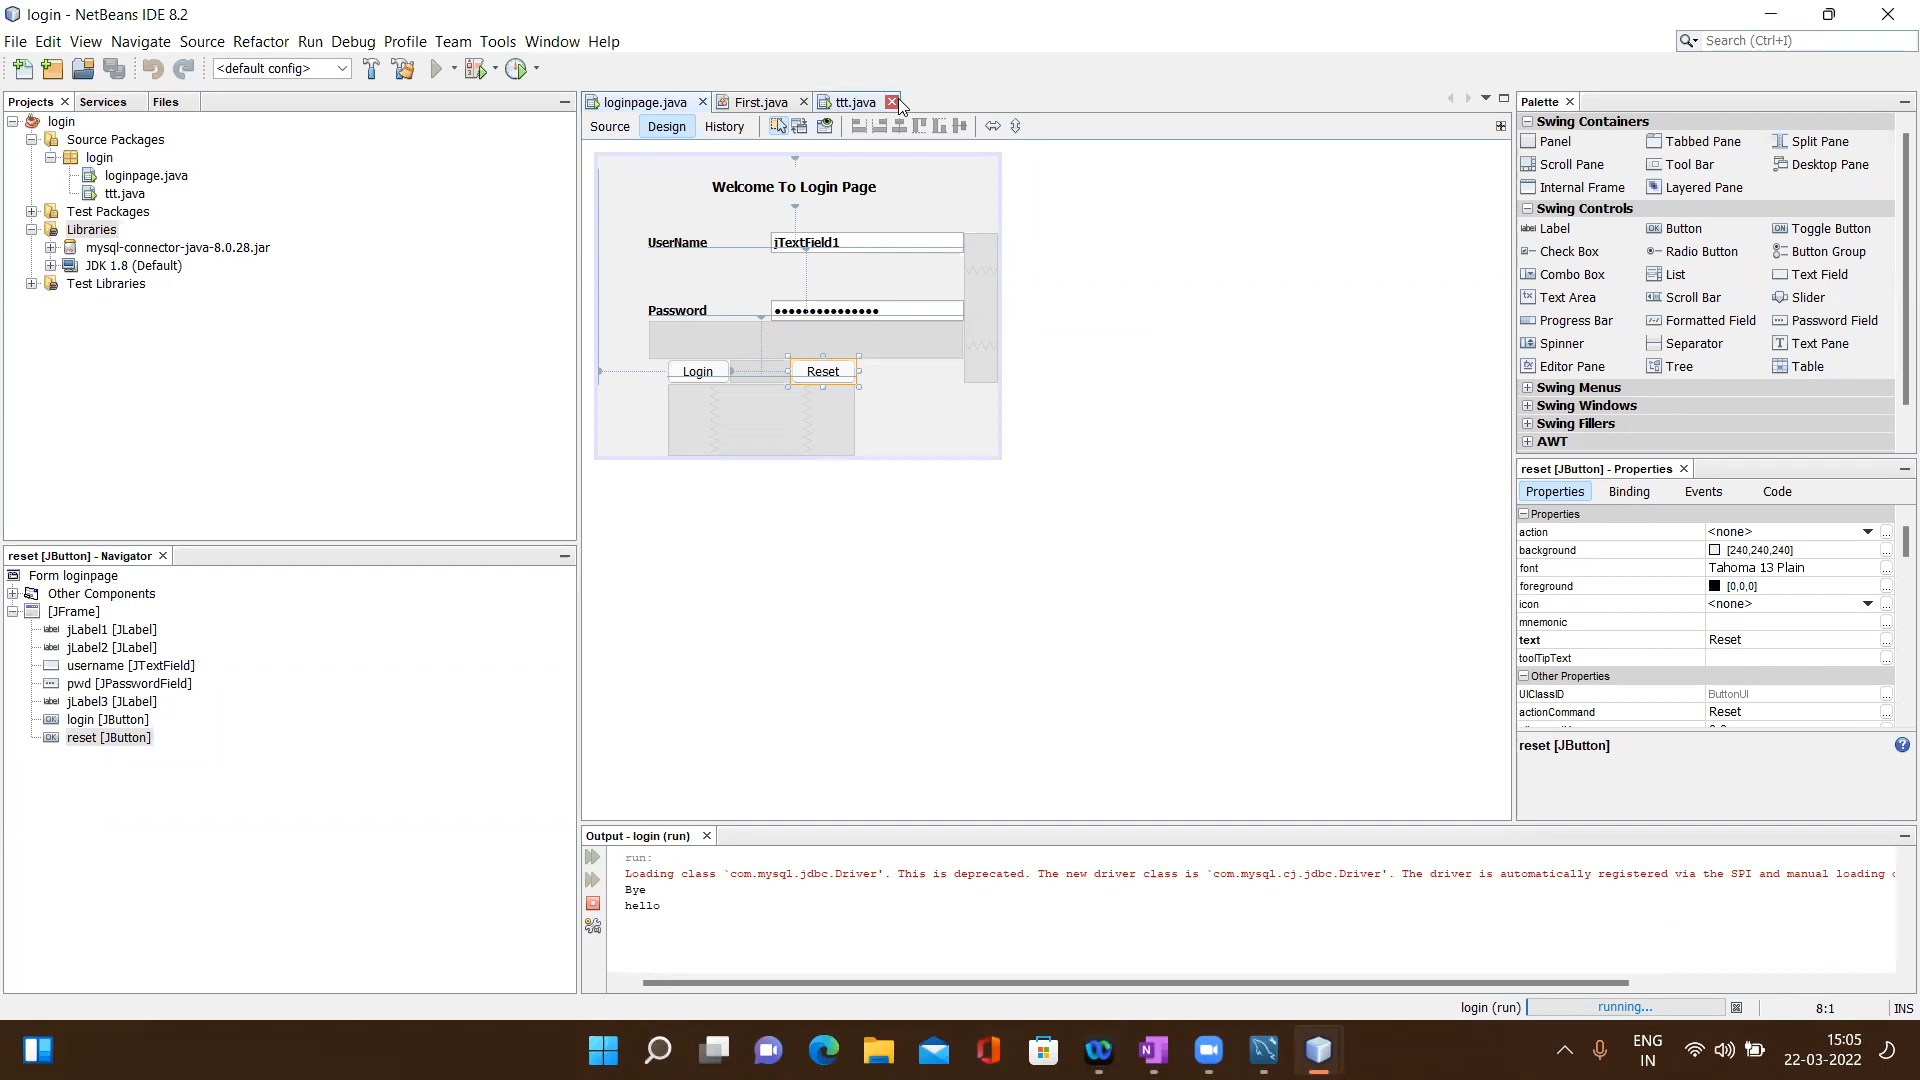 login - NetBeans IDE 8.2
File Edit View Navigate Source Refactor Run Debug Profile Team Tools Window Help
Search (Ctrl+I)
<default config>
Projects Services Files
login
Source Packages
login
loginpage.java
ttt.java
Test Packages
Libraries
mysql-connector-java-8.0.28.jar
JDK 1.8 (Default)
Test Libraries
reset [JButton] - Navigator
Form loginpage
Other Components
[JFrame]
jLabel1 [JLabel]
jLabel2 [JLabel]
username [JTextField]
pwd [JPasswordField]
jLabel3 [JLabel]
login [JButton]
reset [JButton]
loginpage.java First.java ttt.java
Source Design History
Welcome To Login Page
UserName jTextField1
Password
Login Reset
Output - login (run)
run:
Loading class `com.mysql.jdbc.Driver'. This is deprecated. The new driver class is `com.mysql.cj.jdbc.Driver'. The driver is automatically registered via the SPI and manual loading
Bye
hello
Palette
Swing Containers
Panel Tabbed Pane Split Pane
Scroll Pane Tool Bar Desktop Pane
Internal Frame Layered Pane
Swing Controls
Label Button Toggle Button
Check Box Radio Button Button Group
Combo Box List Text Field
Text Area Scroll Bar Slider
Progress Bar Formatted Field Password Field
Spinner Separator Text Pane
Editor Pane Tree Table
Swing Menus
Swing Windows
Swing Fillers
AWT
reset [JButton] - Properties
Properties Binding Events Code
Properties
action <none>
background [240,240,240]
font Tahoma 13 Plain
foreground [0,0,0]
icon <none>
mnemonic
text Reset
toolTipText
Other Properties
UIClassID ButtonUI
actionCommand Reset
reset [JButton]
login (run) running... 8:1 INS
ENG
IN
15:05
22-03-2022